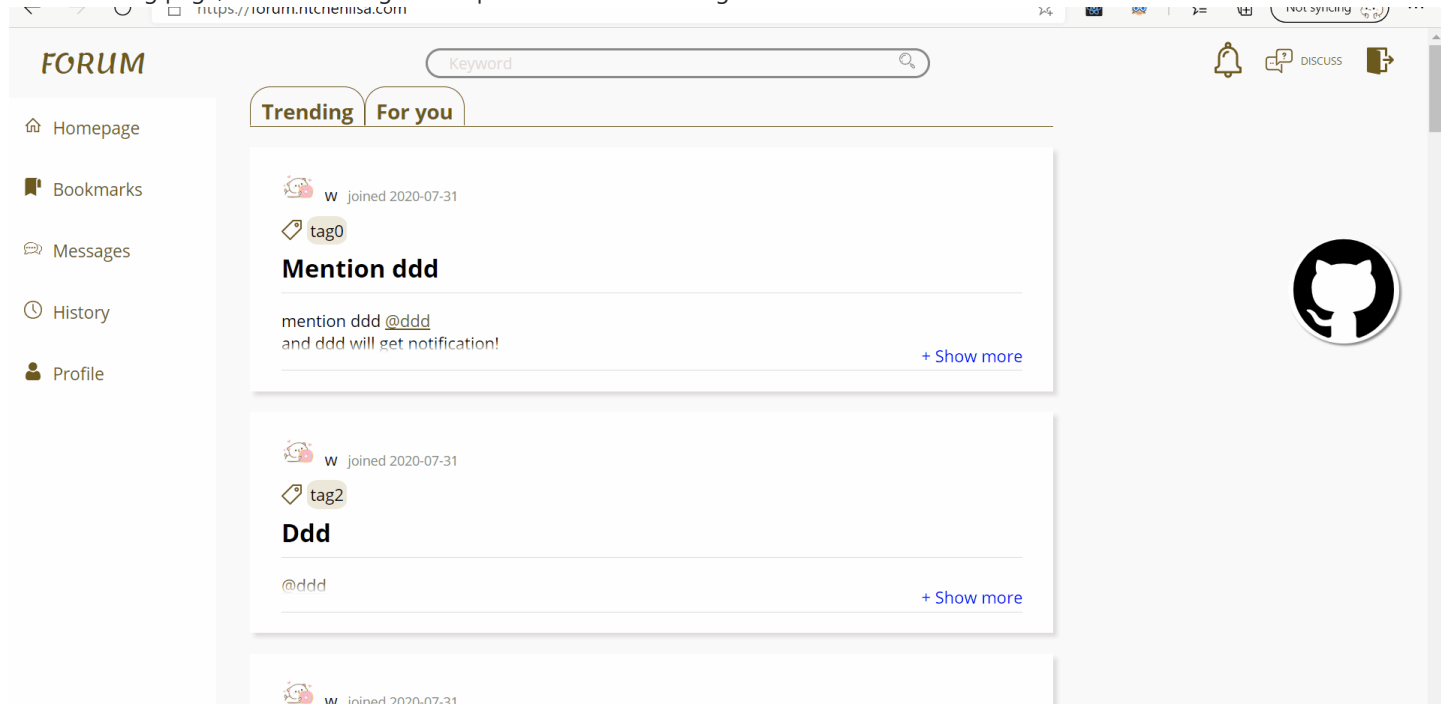 https://forum.ntchenlisa.com
Not syncing
FORUM
Keyword
DISCUSS
Homepage
Bookmarks
Messages
History
Profile
Trending
For you
w joined 2020-07-31
tag0
Mention ddd
mention ddd @ddd
and ddd will get notification!
+ Show more
w joined 2020-07-31
tag2
Ddd
@ddd
+ Show more
w joined 2020-07-31